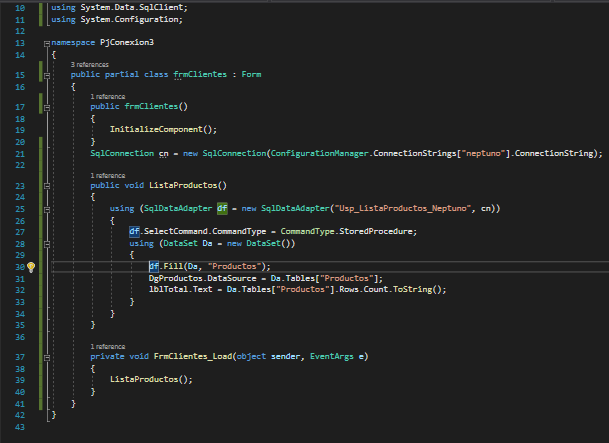 10 using System.Data.SqlClient;
11 using System.Configuration;
12
13 namespace PjConexion3
14 {
3 references
15 public partial class frmClientes : Form
16 {
1 reference
17 public frmClientes()
18 {
19 InitializeComponent();
20 }
21 SqlConnection cn = new SqlConnection(ConfigurationManager.ConnectionStrings["neptuno"].ConnectionString);
22
1 reference
23 public void ListaProductos()
24 {
25 using (SqlDataAdapter df = new SqlDataAdapter("Usp_ListaProductos_Neptuno", cn))
26 {
27 df.SelectCommand.CommandType = CommandType.StoredProcedure;
28 using (DataSet Da = new DataSet())
29 {
30 df.Fill(Da, "Productos");
31 DgProductos.DataSource = Da.Tables["Productos"];
32 lblTotal.Text = Da.Tables["Productos"].Rows.Count.ToString();
33 }
34 }
35 }
36
1 reference
37 private void FrmClientes_Load(object sender, EventArgs e)
38 {
39 ListaProductos();
40 }
41 }
42 }
43